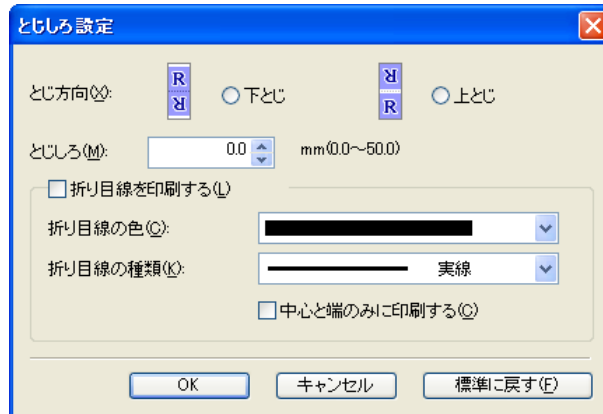 とじしろ設定
とじ方向(X): R R 下とじ R R 上とじ
とじしろ(M): 0.0 mm(0.0～50.0)
折り目線を印刷する(L)
折り目線の色(C):
折り目線の種類(K): 実線
中心と端のみに印刷する(C)
OK キャンセル 標準に戻す(F)